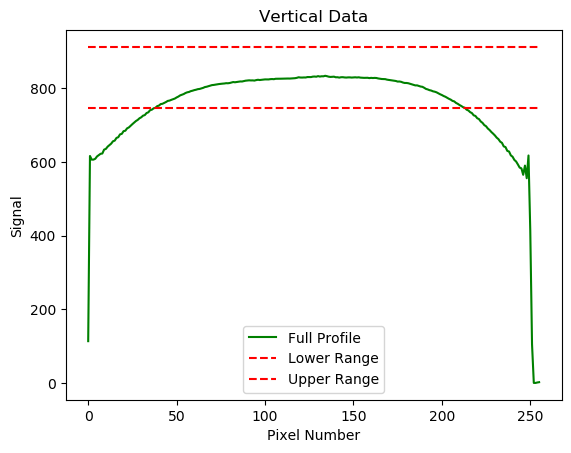 Vertical Data
Signal
800
600
400
200
0
0 50 100 150 200 250
Pixel Number
Full Profile
Lower Range
Upper Range